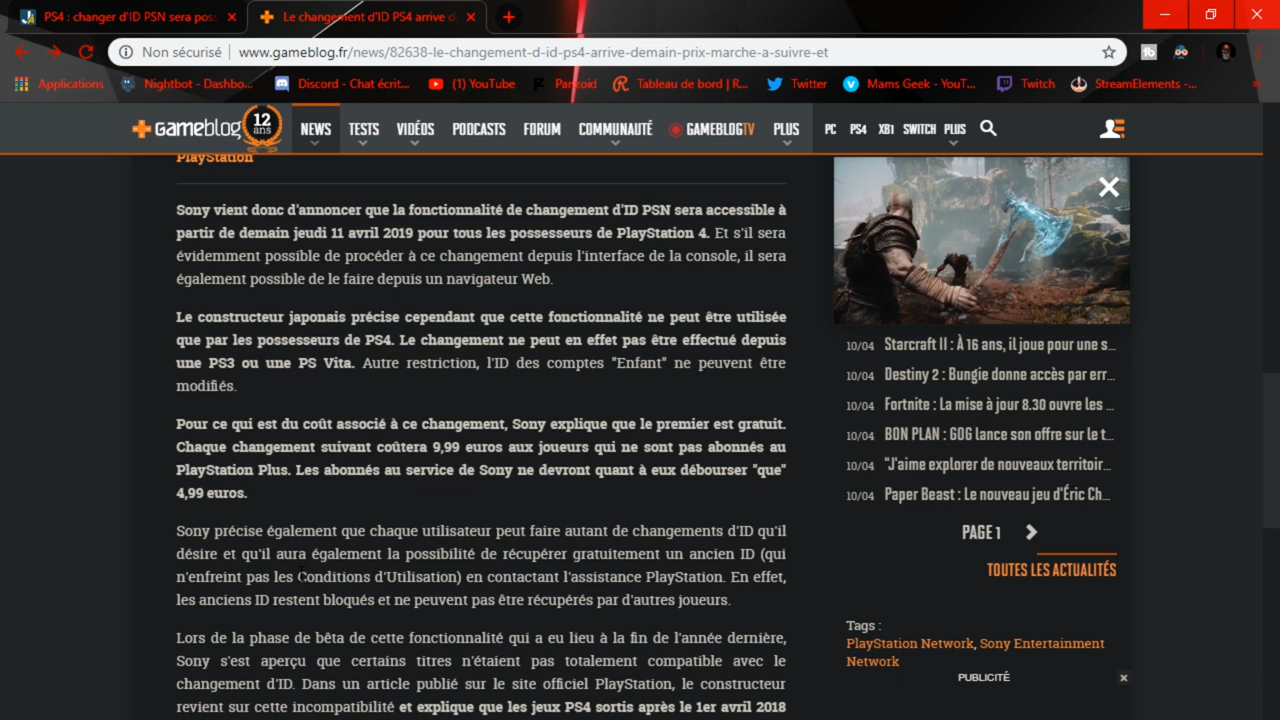 PS4 : changer d'ID PSN sera pos
Le changement d'ID PS4 arrive d
Non sécurisé
www.gameblog.fr/news/82638-le-changement-d-id-ps4-arrive-demain-prix-marche-a-suivre-et
Applications
Nightbot - Dashbo...
Discord - Chat écrit...
(1) YouTube
(1) YouTube
Tableau de bord | R...
Twitter
Mams Geek - YouT...
Twitch
StreamElements -...
gameblog
12 ans
NEWS
TESTS
VIDÉOS
PODCASTS
FORUM
COMMUNAUTÉ
GAMEBLOGTV
PLUS
PC
PS4
XB1
SWITCH
PLUS
PlayStation
Sony vient donc d'annoncer que la fonctionnalité de changement d'ID PSN sera accessible à
partir de demain jeudi 11 avril 2019 pour tous les possesseurs de PlayStation 4. Et s'il sera
évidemment possible de procéder à ce changement depuis l'interface de la console, il sera
également possible de le faire depuis un navigateur Web.
Le constructeur japonais précise cependant que cette fonctionnalité ne peut être utilisée
que par les possesseurs de PS4. Le changement ne peut en effet pas être effectué depuis
une PS3 ou une PS Vita. Autre restriction, l'ID des comptes "Enfant" ne peuvent être
modifiés.
Pour ce qui est du coût associé à ce changement, Sony explique que le premier est gratuit.
Chaque changement suivant coûtera 9,99 euros aux joueurs qui ne sont pas abonnés au
PlayStation Plus. Les abonnés au service de Sony ne devront quant à eux débourser "que"
4,99 euros.
Sony précise également que chaque utilisateur peut faire autant de changements d'ID qu'il
désire et qu'il aura également la possibilité de récupérer gratuitement un ancien ID (qui
n'enfreint pas les Conditions d'Utilisation) en contactant l'assistance PlayStation. En effet,
les anciens ID restent bloqués et ne peuvent pas être récupérés par d'autres joueurs.
Lors de la phase de bêta de cette fonctionnalité qui a eu lieu à la fin de l'année dernière,
Sony s'est aperçu que certains titres n'étaient pas totalement compatible avec le
changement d'ID. Dans un article publié sur le site officiel PlayStation, le constructeur
revient sur cette incompatibilité et explique que les jeux PS4 sortis après le 1er avril 2018
10/04 Starcraft II : À 16 ans, il joue pour une s...
10/04 Destiny 2 : Bungie donne accès par err...
10/04 Fortnite : La mise à jour 8.30 ouvre les ...
10/04 BON PLAN : GOG lance son offre sur le t...
10/04 "J'aime explorer de nouveaux territoir...
10/04 Paper Beast : Le nouveau jeu d'Éric Ch...
PAGE 1
TOUTES LES ACTUALITÉS
Tags :
PlayStation Network, Sony Entertainment
Network
PUBLICITÉ